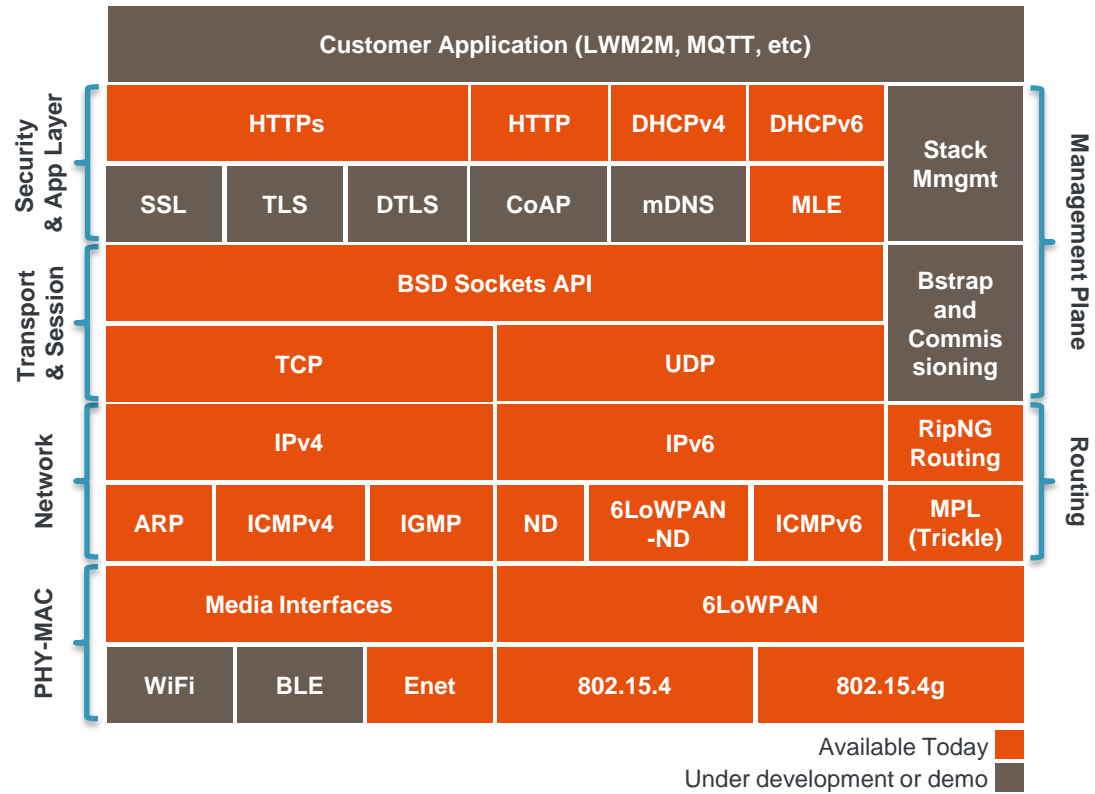 Customer Application (LWM2M, MQTT, etc)
Security
& App Layer
HTTPs
HTTP
DHCPv4
DHCPv6
Stack
Mmgmt
SSL
TLS
DTLS
CoAP
mDNS
MLE
Management Plane
Transport
& Session
BSD Sockets API
Bstrap
and
Commis
sioning
TCP
UDP
Network
IPv4
IPv6
RipNG
Routing
Routing
ARP
ICMPv4
IGMP
ND
6LoWPAN
-ND
ICMPv6
MPL
(Trickle)
PHY-MAC
Media Interfaces
6LoWPAN
WiFi
BLE
Enet
802.15.4
802.15.4g
Available Today
Under development or demo